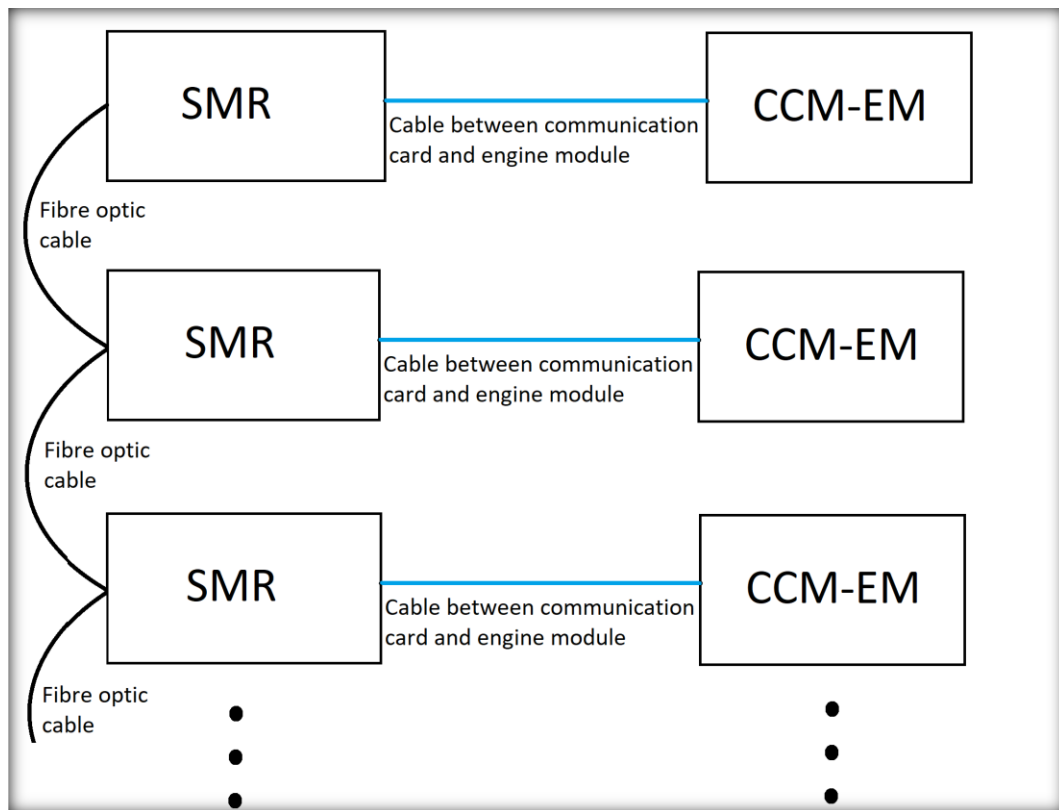 SMR
CCM-EM
Cable between communication
card and engine module
Fibre optic
cable
SMR
CCM-EM
Cable between communication
card and engine module
Fibre optic
cable
SMR
CCM-EM
Cable between communication
card and engine module
Fibre optic
cable